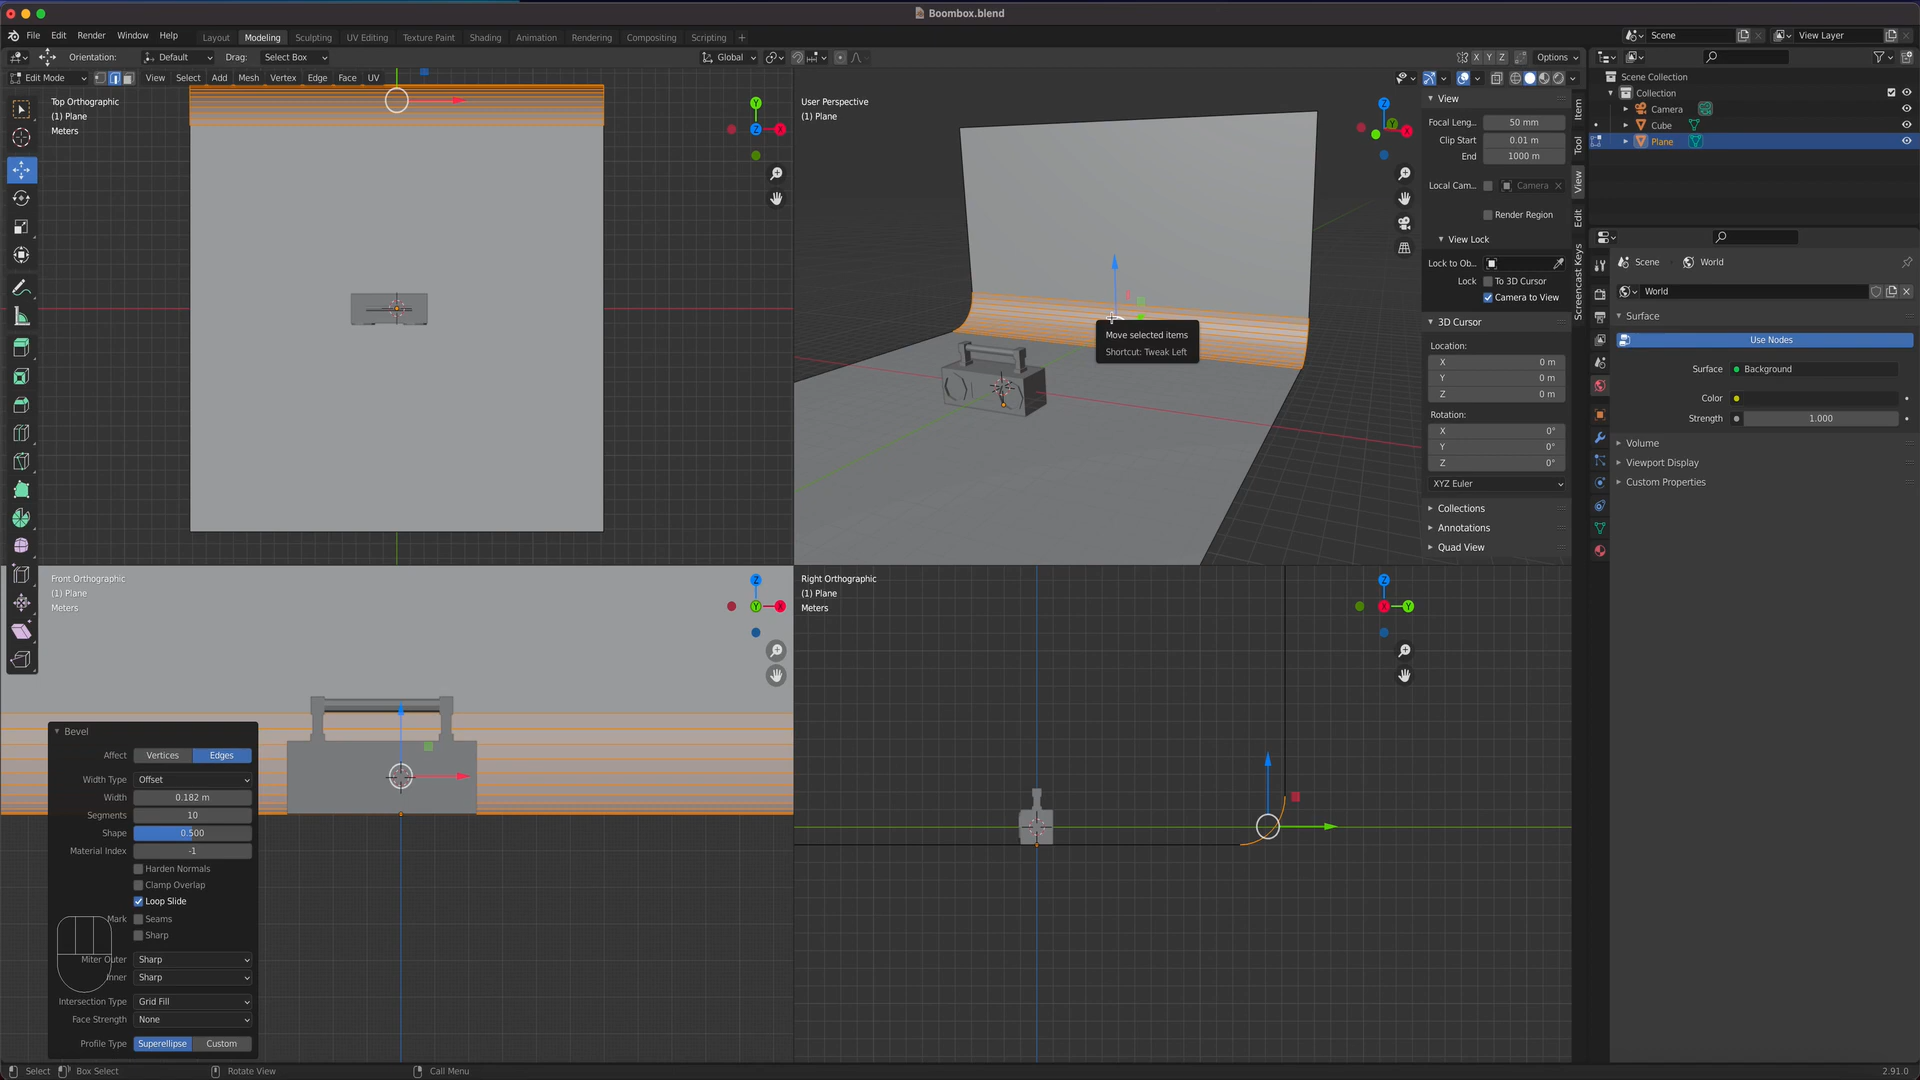 Boombox.blend
File Edit Render Window Help Layout Modeling Sculpting UV Editing Texture Paint Shading Animation Rendering Compositing Scripting +
Scene View Layer
Orientation: Default Drag: Select Box Global X Y Z Options
Edit Mode View Select Add Mesh Vertex Edge Face UV
Top Orthographic
(1) Plane
Meters
Y
Z
X
User Perspective
(1) Plane
Z
Y
X
Move selected items
Shortcut: Tweak Left
View
Focal Leng... 50 mm
Clip Start 0.01 m
End 1000 m
Local Cam... Camera
Render Region
View Lock
Lock to Ob...
Lock To 3D Cursor
Camera to View
3D Cursor
Location:
X 0 m
Y 0 m
Z 0 m
Rotation:
X 0°
Y 0°
Z 0°
XYZ Euler
Collections
Annotations
Quad View
Item
Tool
View
Edit
Screencast Keys
Scene Collection
Collection
Camera
Cube
Plane
Scene World
World
Surface
Use Nodes
Surface Background
Color
Strength 1.000
Volume
Viewport Display
Custom Properties
Front Orthographic
(1) Plane
Meters
Z
Y
X
Bevel
Affect Vertices Edges
Width Type Offset
Width 0.182 m
Segments 10
Shape 0.500
Material Index -1
Harden Normals
Clamp Overlap
Loop Slide
Mark Seams
Sharp
Miter Outer Sharp
Inner Sharp
Intersection Type Grid Fill
Face Strength None
Profile Type Superellipse Custom
Right Orthographic
(1) Plane
Meters
Z
X
Y
Select Box Select Rotate View Call Menu 2.91.0